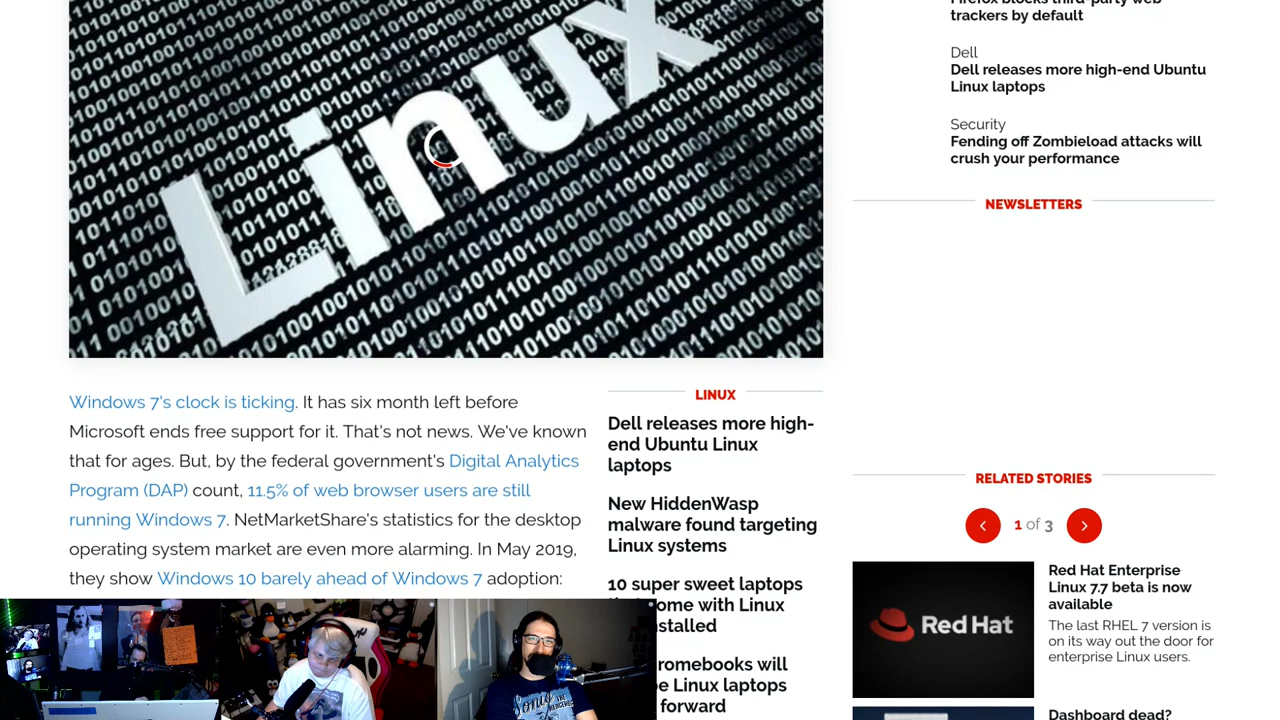 Linux
Windows 7's clock is ticking. It has six month left before
Microsoft ends free support for it. That's not news. We've known
that for ages. But, by the federal government's Digital Analytics
Program (DAP) count, 11.5% of web browser users are still
running Windows 7. NetMarketShare's statistics for the desktop
operating system market are even more alarming. In May 2019,
they show Windows 10 barely ahead of Windows 7 adoption:
LINUX
Dell releases more high-
end Ubuntu Linux
laptops
New HiddenWasp
malware found targeting
Linux systems
10 super sweet laptops
come with Linux
Linux laptops
forward
Firefox blocks third-party web
trackers by default
Dell
Dell releases more high-end Ubuntu
Linux laptops
Security
Fending off Zombieload attacks will
crush your performance
NEWSLETTERS
RELATED STORIES
1 of 3
Red Hat
Red Hat Enterprise
Linux 7.7 beta is now
available
The last RHEL 7 version is
on its way out the door for
enterprise Linux users.
Dashboard dead?